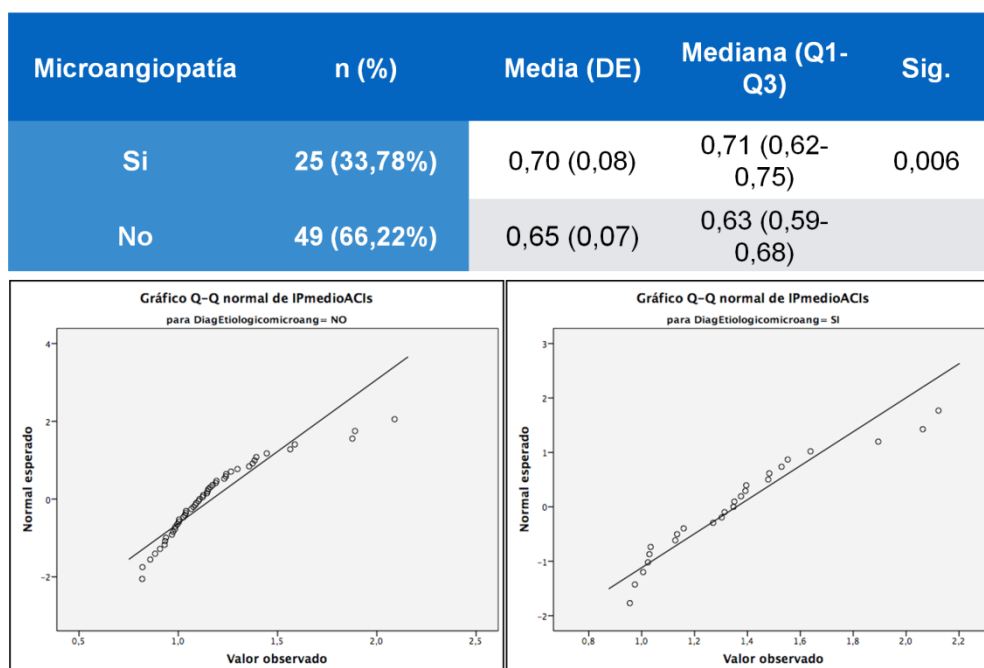 Microangiopatía n (%) Media (DE) Mediana (Q1-
Q3) Sig.
Si 25 (33,78%) 0,70 (0,08) 0,71 (0,62-
0,75) 0,006
No 49 (66,22%) 0,65 (0,07) 0,63 (0,59-
0,68)
Gráfico Q-Q normal de IPmedioACIs
para DiagEtiologicomicroang= NO
Normal esperado
4
2
0
-2
0,5 1,0 1,5 2,0 2,5
Valor observado
Gráfico Q-Q normal de IPmedioACIs
para DiagEtiologicomicroang= SI
Normal esperado
3
2
1
0
-1
-2
0,8 1,0 1,2 1,4 1,6 1,8 2,0 2,2
Valor observado